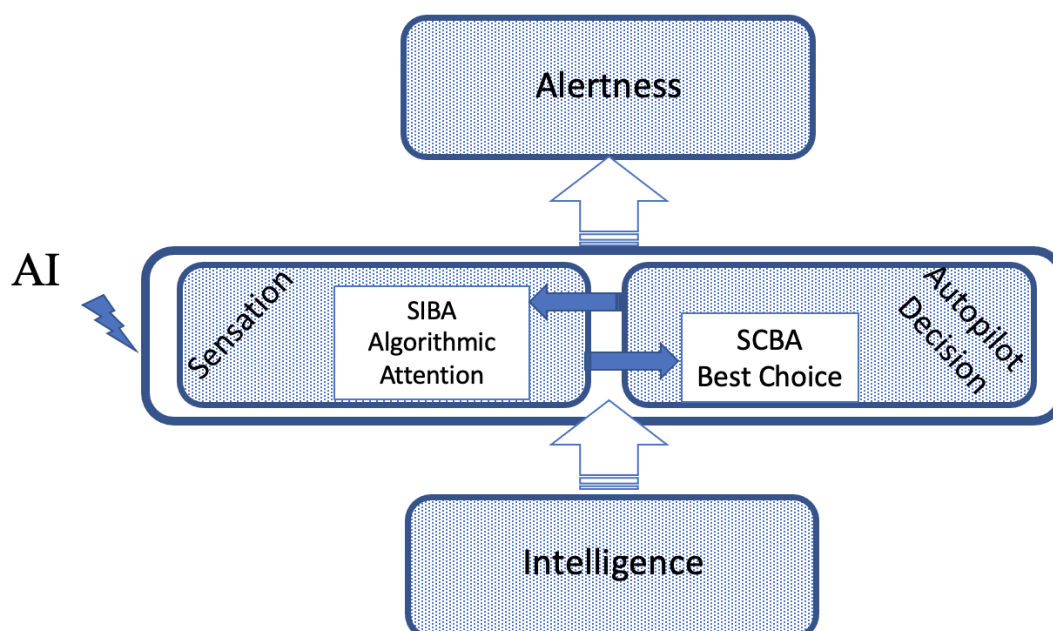 Alertness
AI
Sensation
SIBA
Algorithmic
Attention
SCBA
Best Choice
Autopilot
Decision
Intelligence